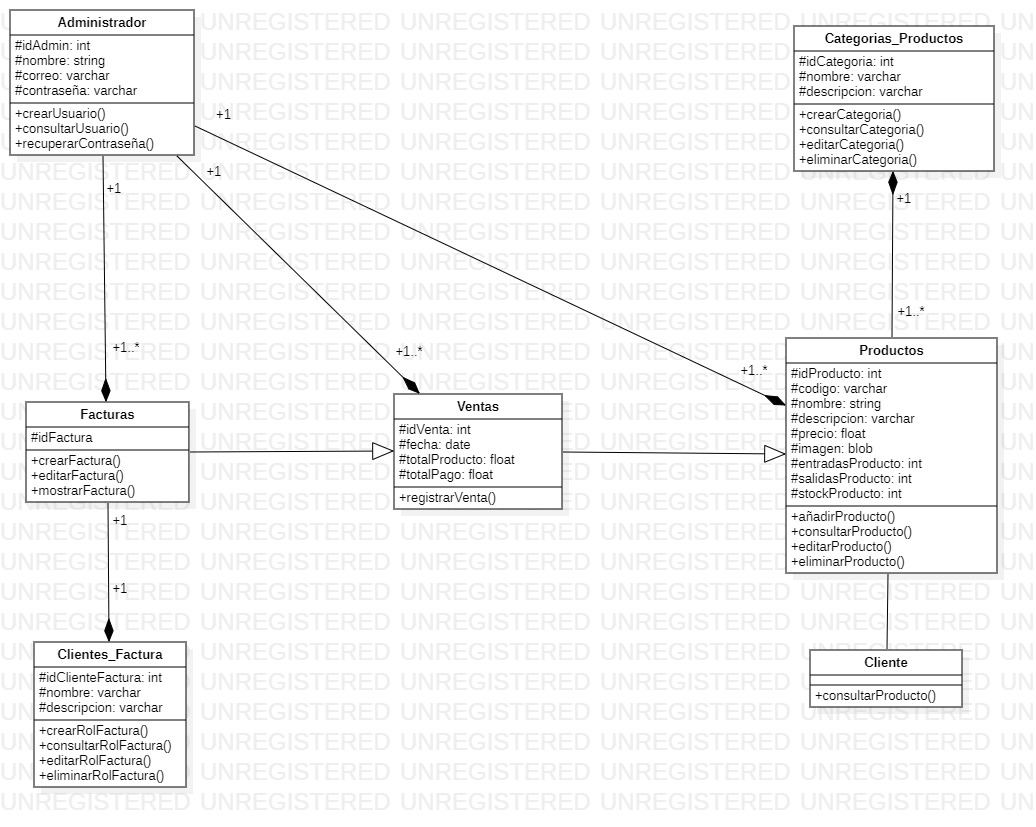 Administrador
#idAdmin: int
#nombre: string
#correo: varchar
#contraseña: varchar
+crearUsuario()
+consultarUsuario()
+recuperarContraseña()
Categorias_Productos
#idCategoria: int
#nombre: varchar
#descripcion: varchar
+crearCategoria()
+consultarCategoria()
+editarCategoria()
+eliminarCategoria()
+1
+1
+1
+1
+1..*
+1..*
+1..*
+1..*
Facturas
#idFactura
+crearFactura()
+editarFactura()
+mostrarFactura()
Ventas
#idVenta: int
#fecha: date
#totalProducto: float
#totalPago: float
+registrarVenta()
Productos
#idProducto: int
#codigo: varchar
#nombre: string
#descripcion: varchar
#precio: float
#imagen: blob
#entradasProducto: int
#salidasProducto: int
#stockProducto: int
+añadirProducto()
+consultarProducto()
+editarProducto()
+eliminarProducto()
+1
+1
Clientes_Factura
#idClienteFactura: int
#nombre: varchar
#descripcion: varchar
+crearRolFactura()
+consultarRolFactura()
+editarRolFactura()
+eliminarRolFactura()
Cliente
+consultarProducto()
UNREGISTERED